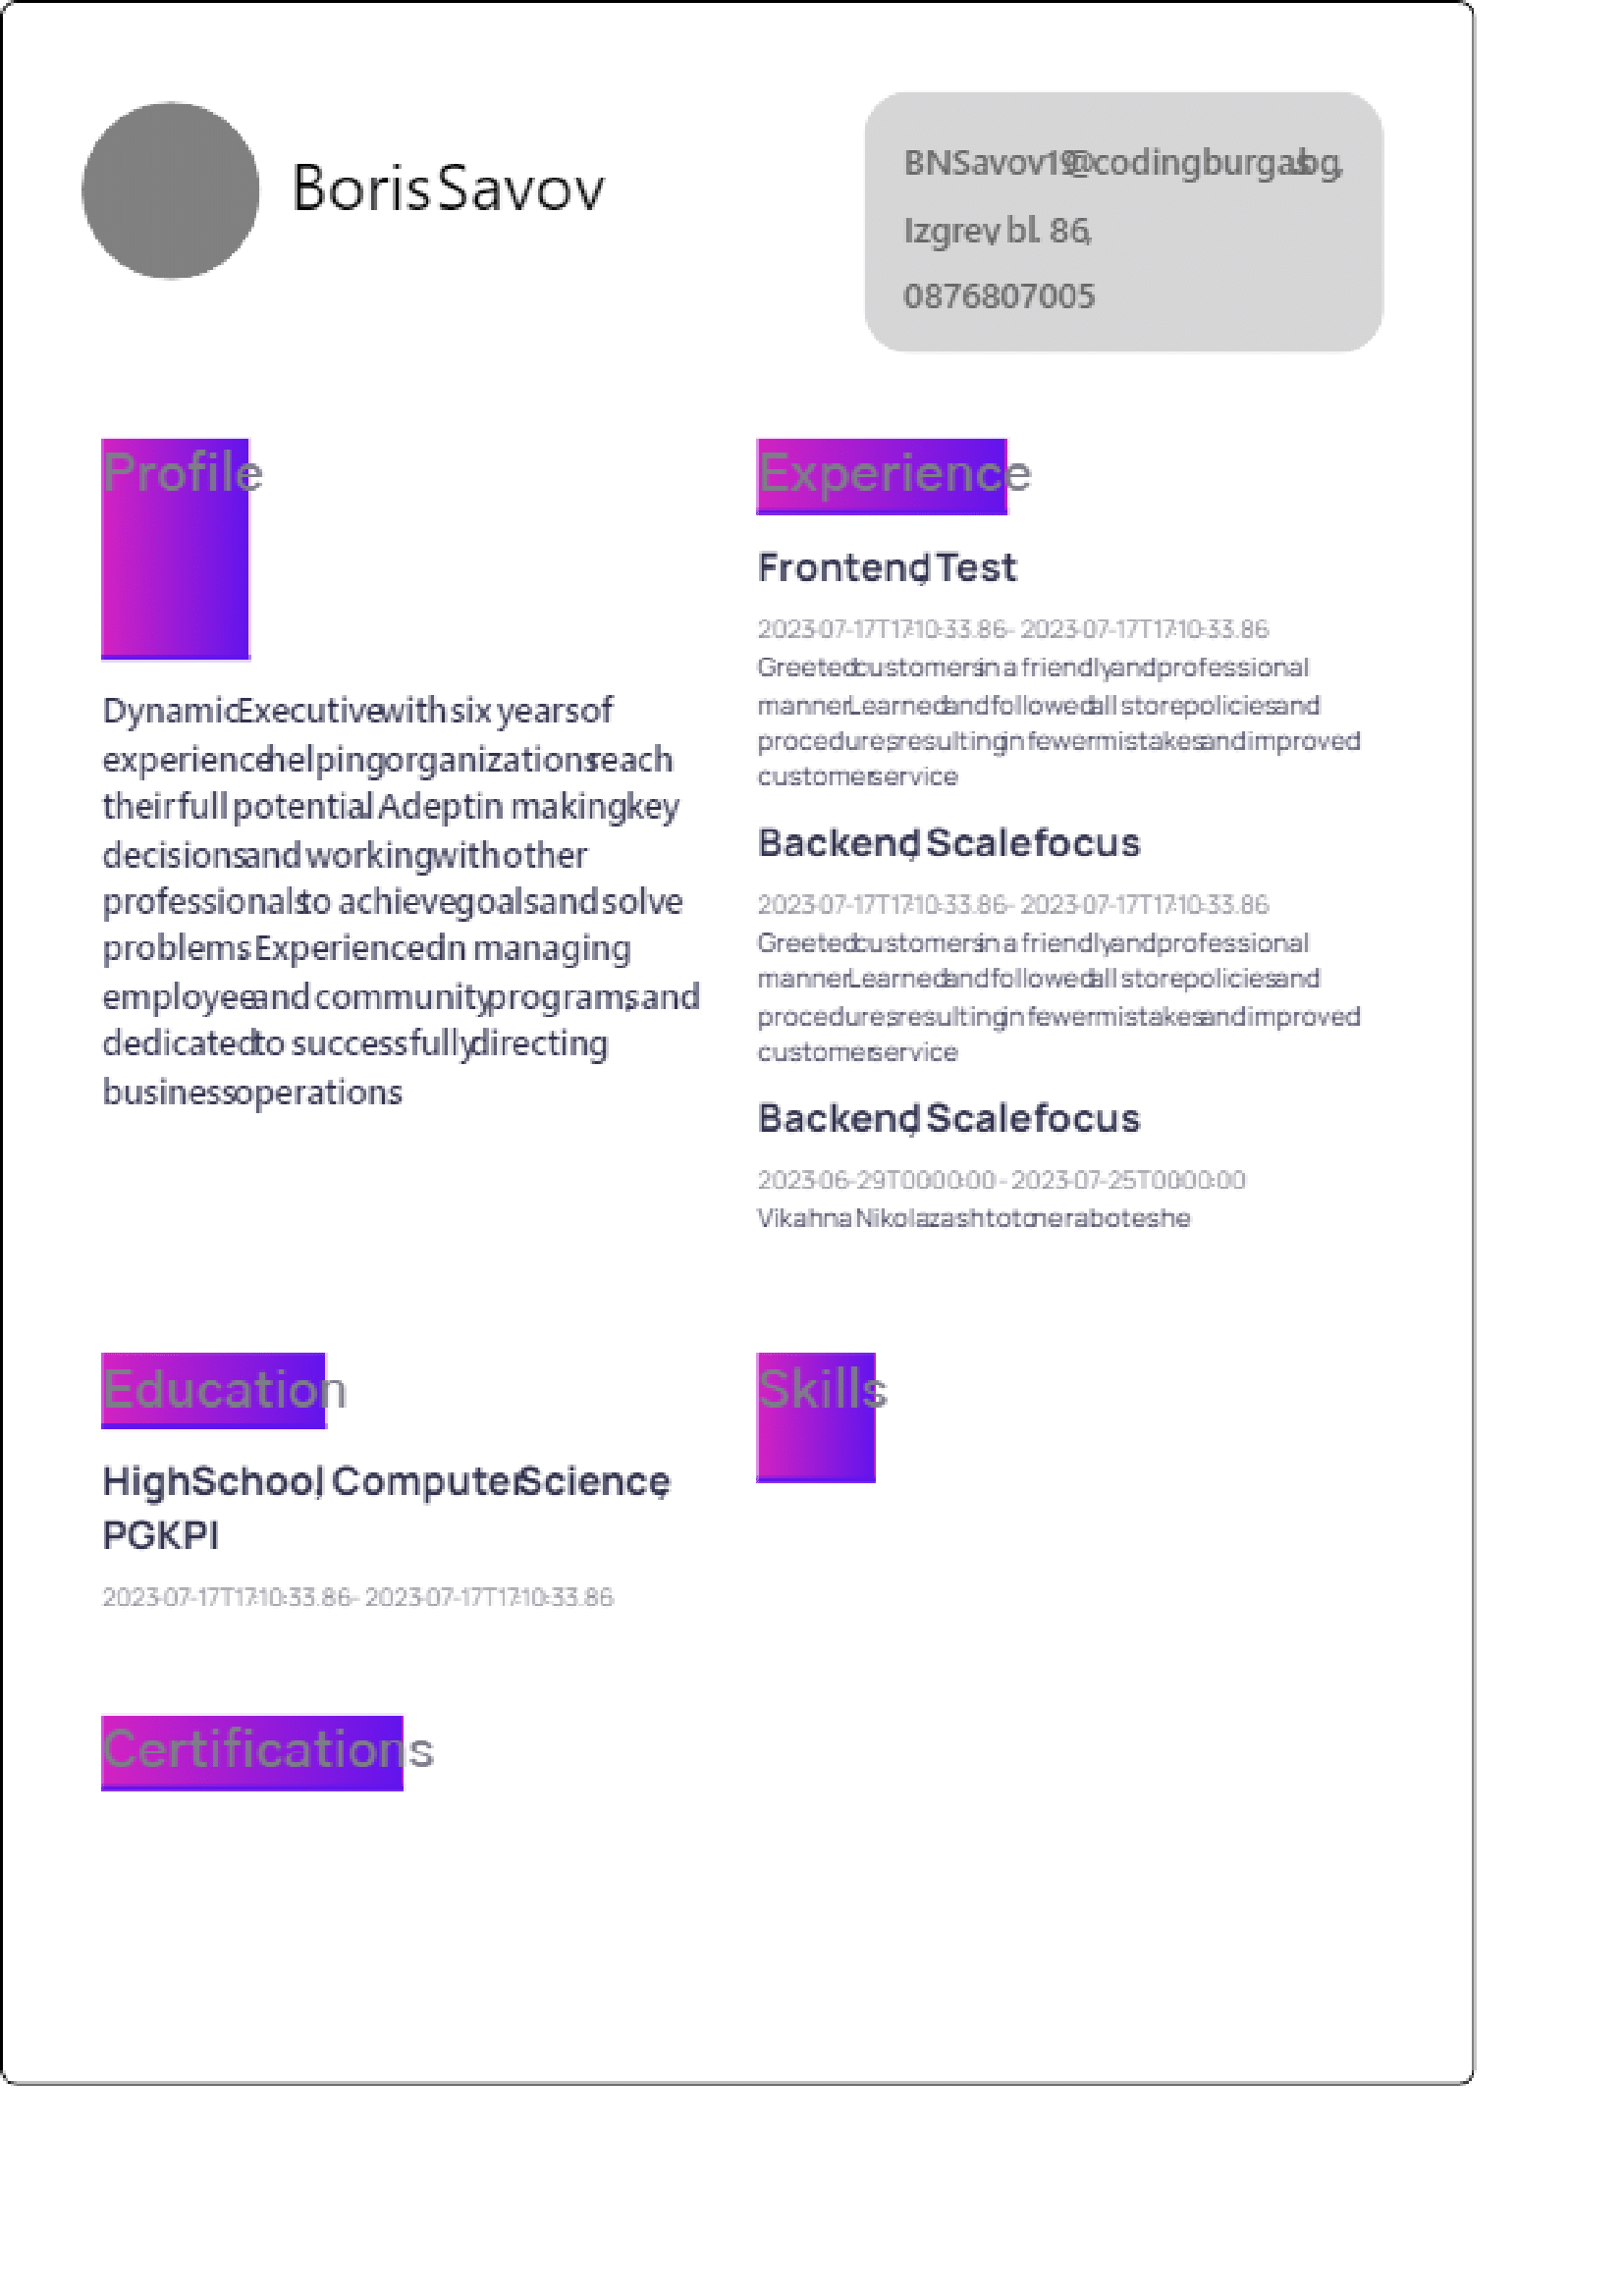 Boris Savov
BNSavov19@codingburgas.bg,
Izgrev bl. 86,
0876807005
Profile
Dynamic Executive with six years of
experience helping organizations reach
their full potential. Adept in making key
decisions and working with other
professionals to achieve goals and solve
problems. Experienced in managing
employee and community programs, and
dedicated to successfully directing
business operations
Experience
Frontend, Test
2023-07-17T17:10:33.86 - 2023-07-17T17:10:33.86
Greeted customers in a friendly and professional
manner.Learned and followed all store policies and
procedures, resulting in fewer mistakes and improved
customer service
Backend, Scalefocus
2023-07-17T17:10:33.86 - 2023-07-17T17:10:33.86
Greeted customers in a friendly and professional
manner.Learned and followed all store policies and
procedures, resulting in fewer mistakes and improved
customer service
Backend, Scalefocus
2023-06-29T00:00:00 - 2023-07-25T00:00:00
Vikah na Nikola zashtoto ne raboteshe
Education
High School, Computer Science,
PGKPI
2023-07-17T17:10:33.86 - 2023-07-17T17:10:33.86
Skills
Certifications